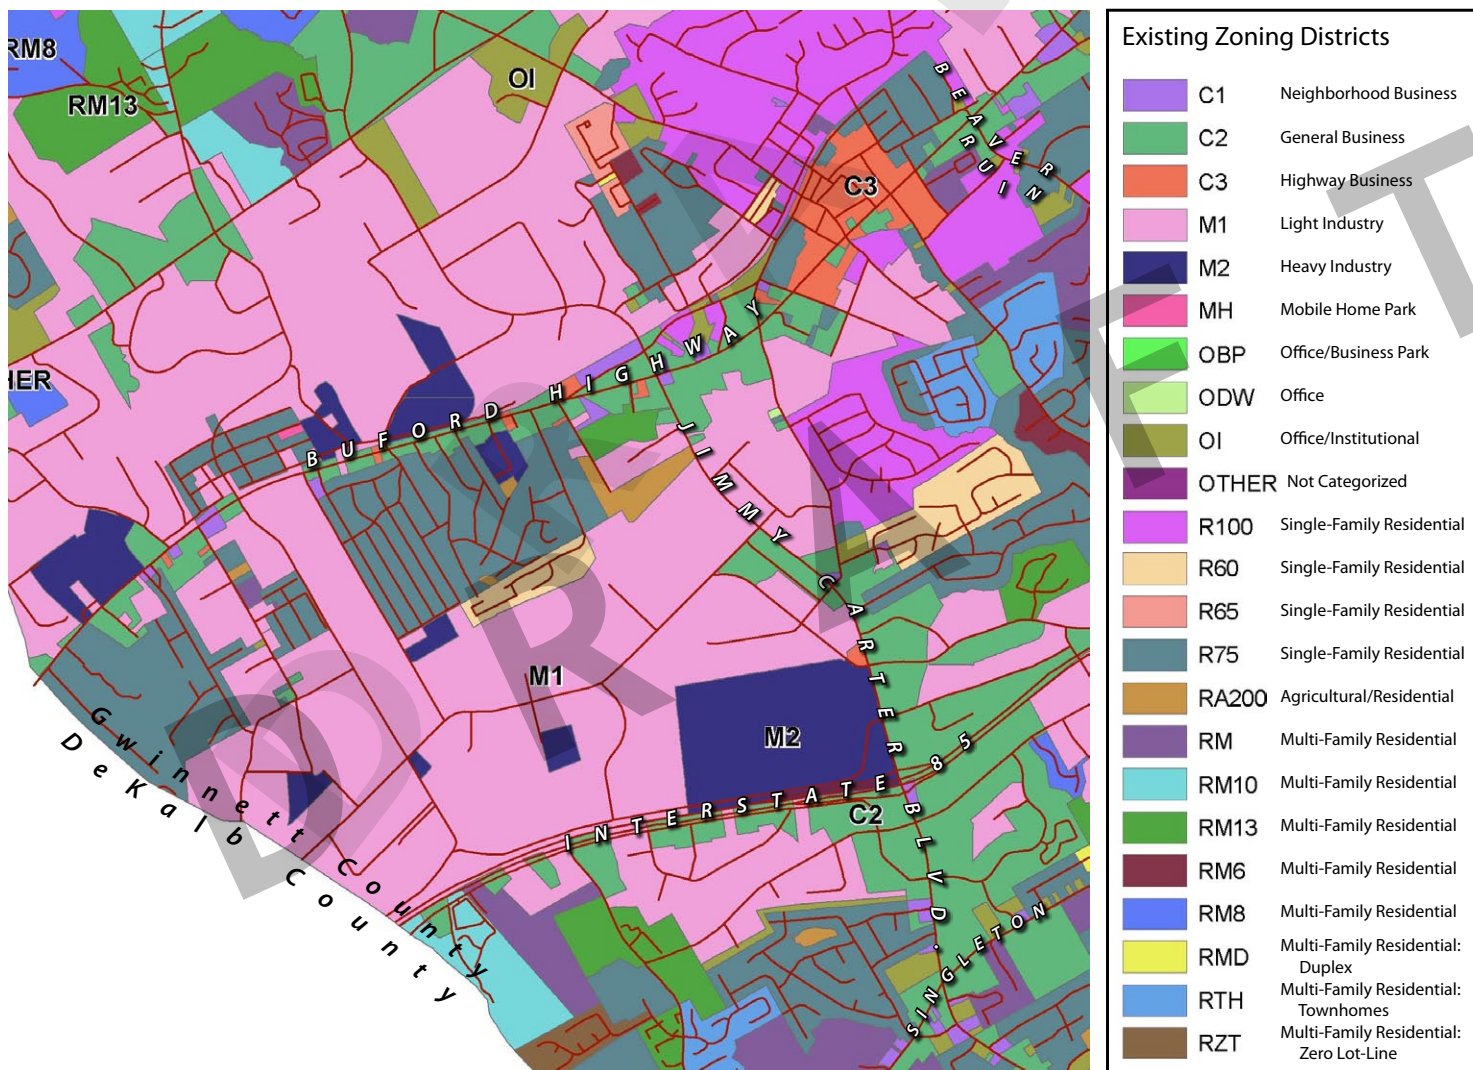 RM8
RM13
OI
BEAVER
RUIN
C3
HER
BUFORD HIGHWAY
JIMMY CARTER BLVD.
M1
M2
INTERSTATE 85
C2
SINGLETON
Gwinnett County
DeKalb County
DRAFT
Existing Zoning Districts
C1 Neighborhood Business
C2 General Business
C3 Highway Business
M1 Light Industry
M2 Heavy Industry
MH Mobile Home Park
OBP Office/Business Park
ODW Office
OI Office/Institutional
OTHER Not Categorized
R100 Single-Family Residential
R60 Single-Family Residential
R65 Single-Family Residential
R75 Single-Family Residential
RA200 Agricultural/Residential
RM Multi-Family Residential
RM10 Multi-Family Residential
RM13 Multi-Family Residential
RM6 Multi-Family Residential
RM8 Multi-Family Residential
RMD Multi-Family Residential:
Duplex
RTH Multi-Family Residential:
Townhomes
RZT Multi-Family Residential:
Zero Lot-Line